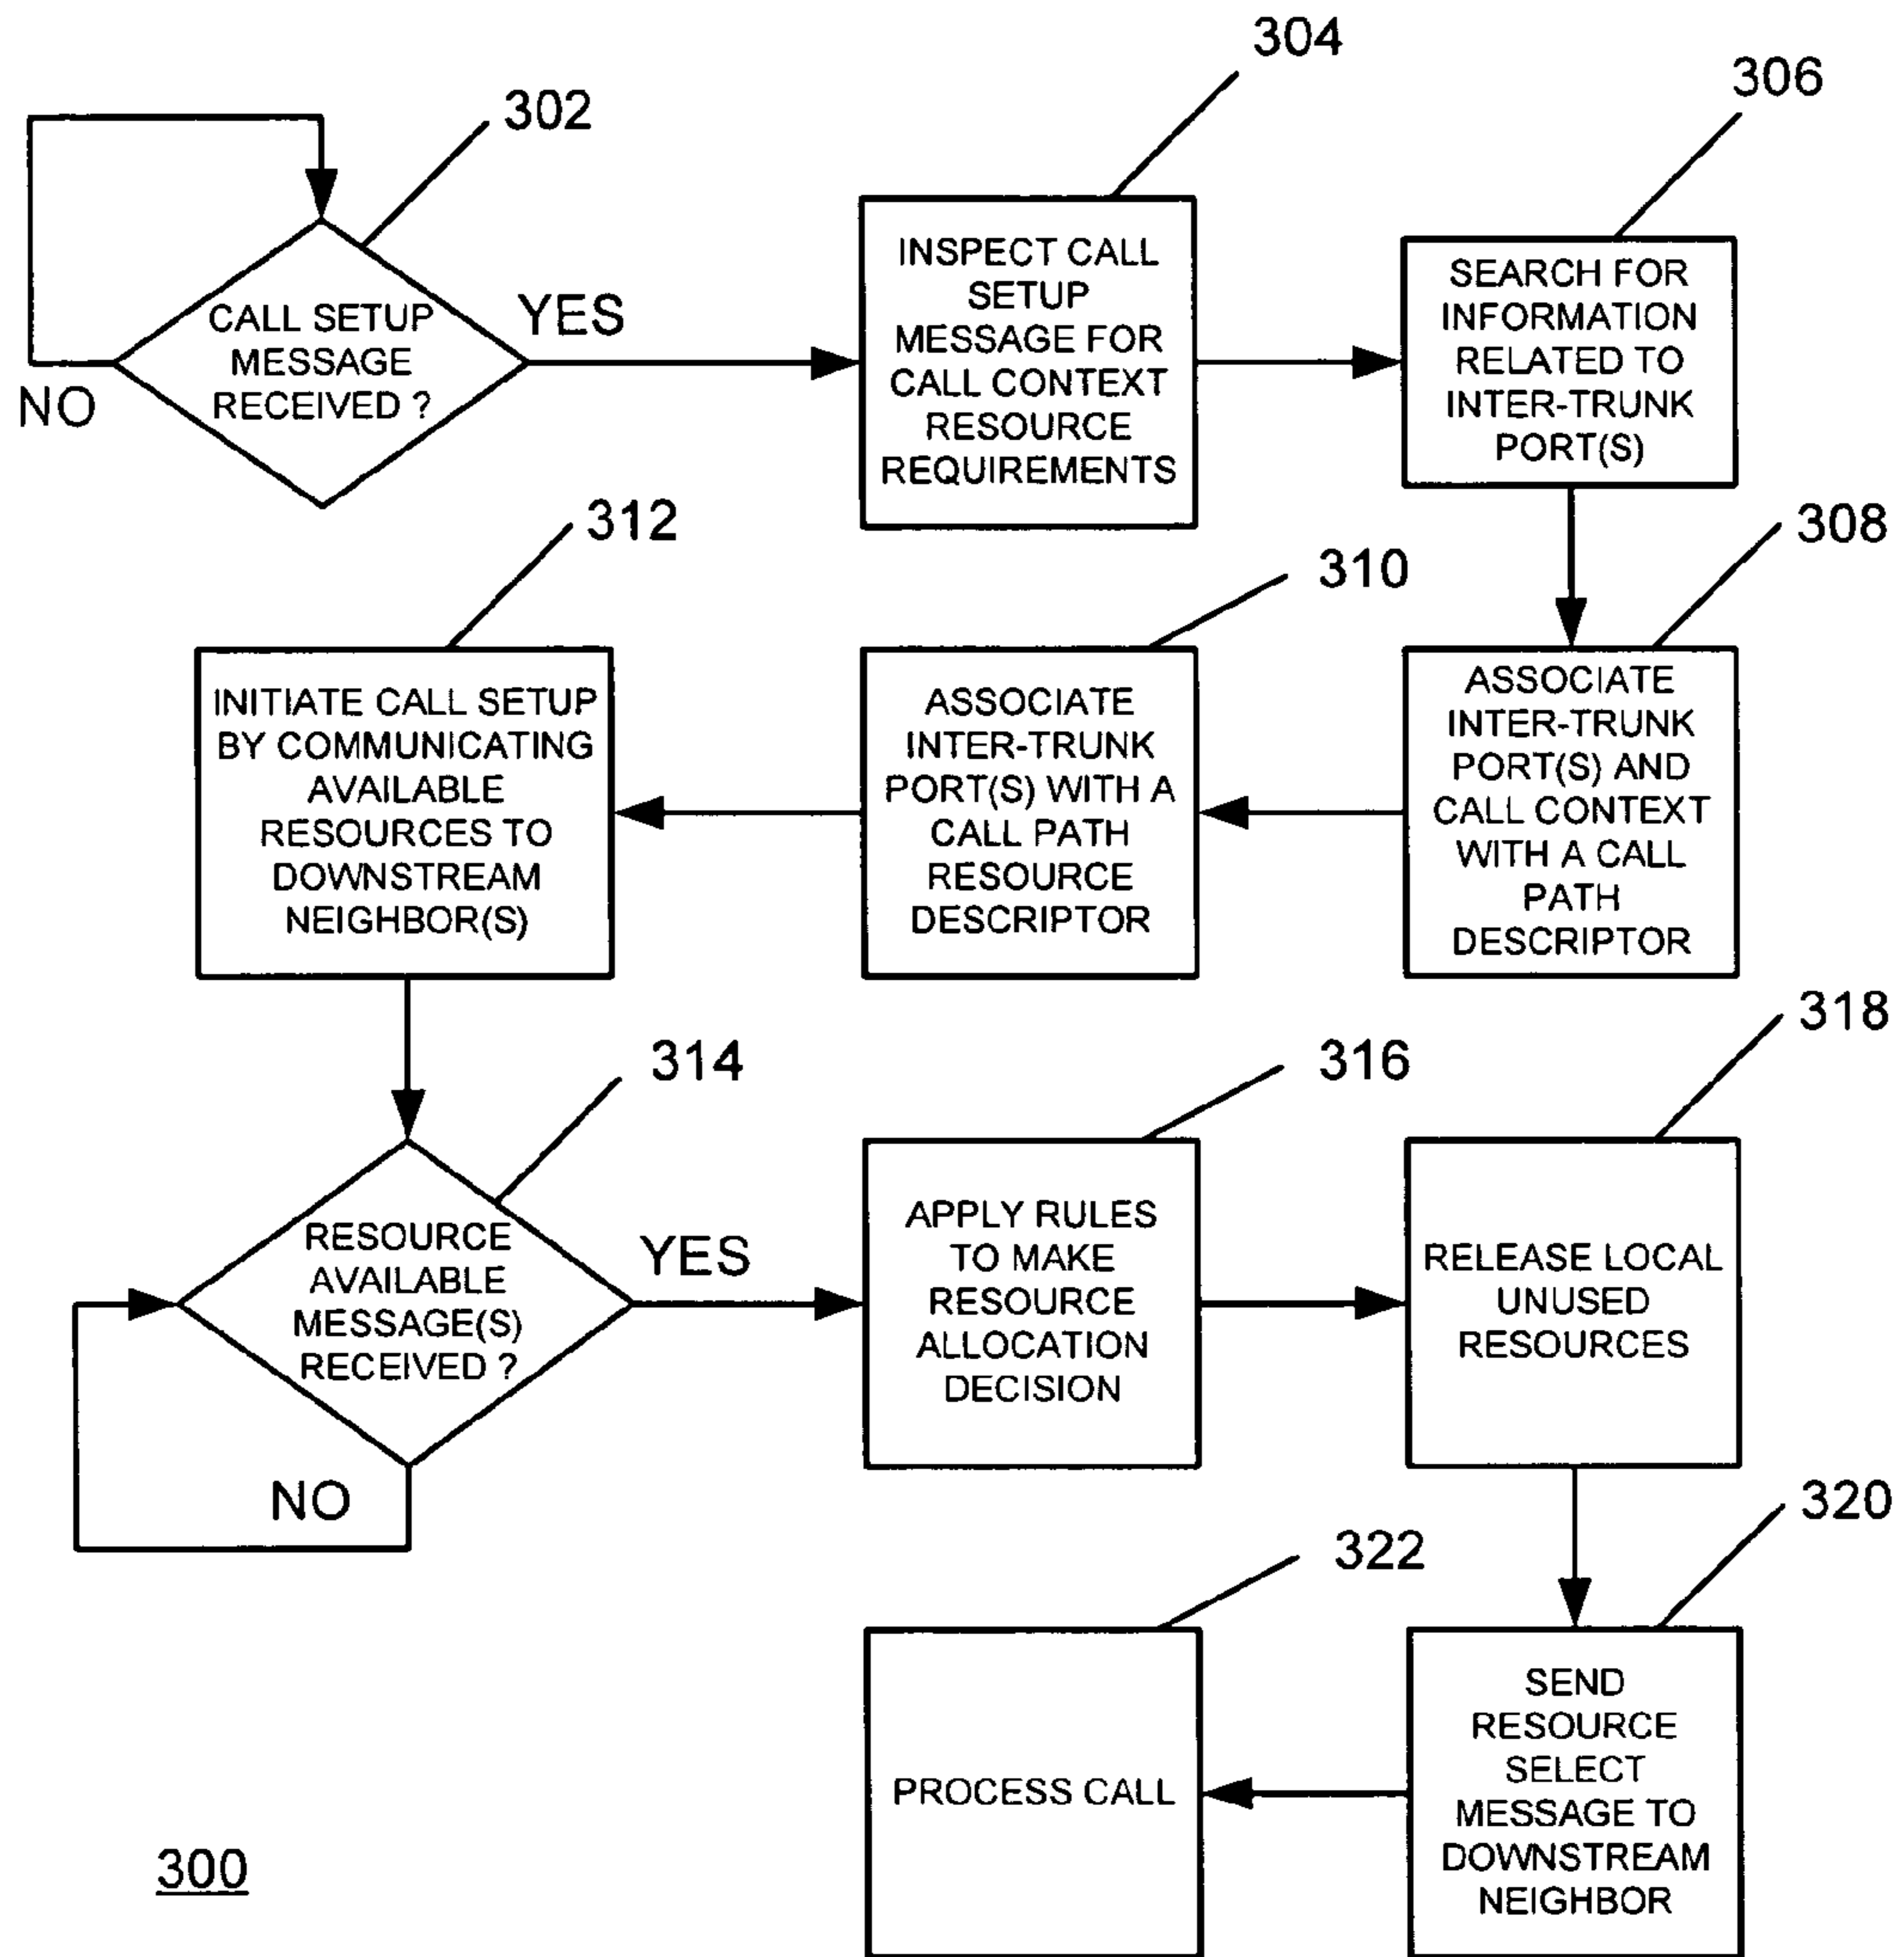 304
306
302
CALL SETUP
MESSAGE
RECEIVED ?
YES
NO
INSPECT CALL
SETUP
MESSAGE FOR
CALL CONTEXT
RESOURCE
REQUIREMENTS
SEARCH FOR
INFORMATION
RELATED TO
INTER-TRUNK
PORT(S)
308
ASSOCIATE
INTER-TRUNK
PORT(S) AND
CALL CONTEXT
WITH A CALL
PATH
DESCRIPTOR
310
ASSOCIATE
INTER-TRUNK
PORT(S) WITH A
CALL PATH
RESOURCE
DESCRIPTOR
312
INITIATE CALL SETUP
BY COMMUNICATING
AVAILABLE
RESOURCES TO
DOWNSTREAM
NEIGHBOR(S)
314
RESOURCE
AVAILABLE
MESSAGE(S)
RECEIVED ?
YES
NO
316
APPLY RULES
TO MAKE
RESOURCE
ALLOCATION
DECISION
318
RELEASE LOCAL
UNUSED
RESOURCES
320
SEND
RESOURCE
SELECT
MESSAGE TO
DOWNSTREAM
NEIGHBOR
322
PROCESS CALL
300